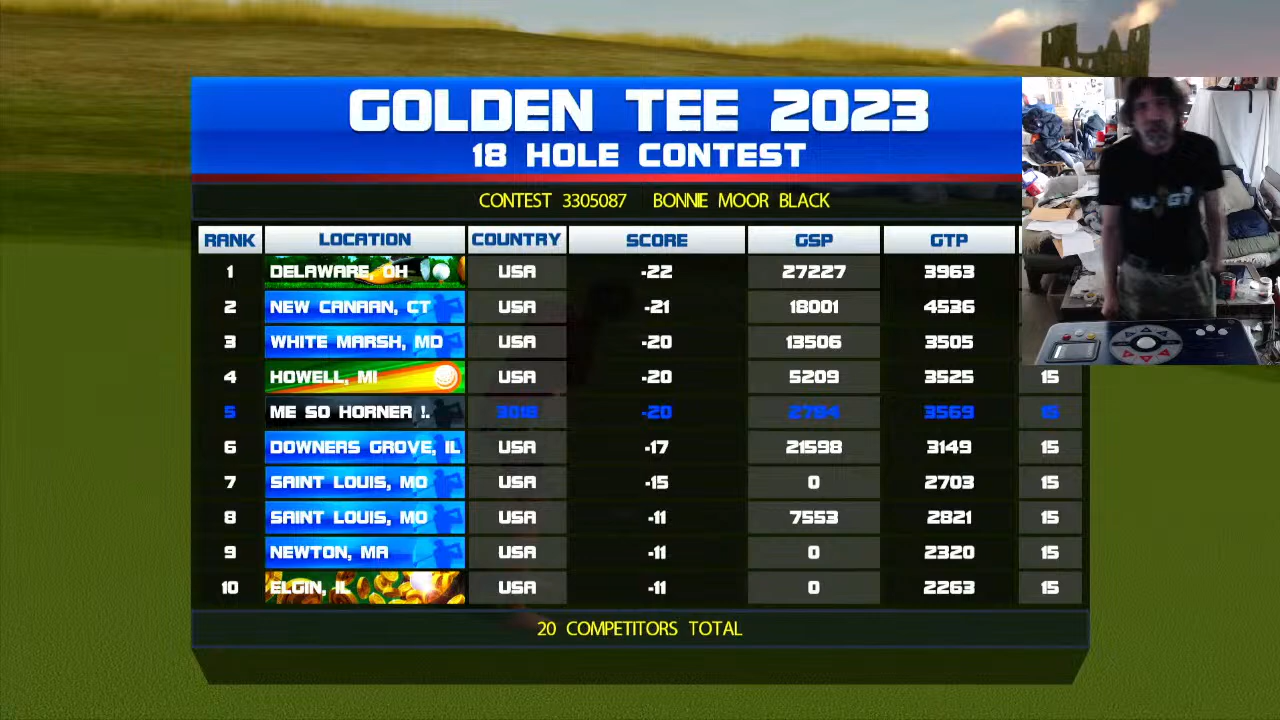 GOLDEN TEE 2023
18 HOLE CONTEST
CONTEST 3305087 BONNIE MOOR BLACK
RANK LOCATION COUNTRY SCORE GSP GTP
1 DELAWARE, OH USA -22 27227 3963
2 NEW CANAAN, CT USA -21 18001 4536
3 WHITE MARSH, MD USA -20 13506 3505
4 HOWELL, MI USA -20 5209 3525 15
5 ME SO HORNER !. -20 3569 15
6 DOWNERS GROVE, IL USA -17 21598 3149 15
7 SAINT LOUIS, MO USA -15 0 2703 15
8 SAINT LOUIS, MO USA -11 7553 2821 15
9 NEWTON, MA USA -11 0 2320 15
10 ELGIN, IL USA -11 0 2263 15
20 COMPETITORS TOTAL